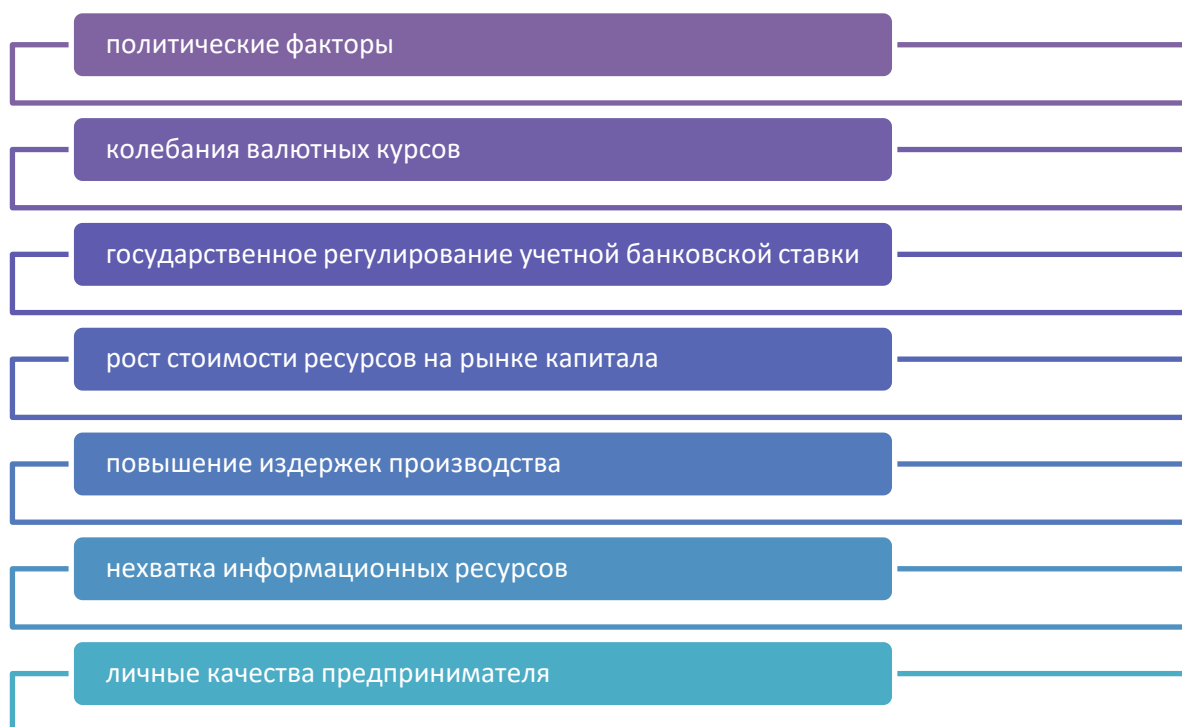 политические факторы
колебания валютных курсов
государственное регулирование учетной банковской ставки
рост стоимости ресурсов на рынке капитала
повышение издержек производства
нехватка информационных ресурсов
личные качества предпринимателя